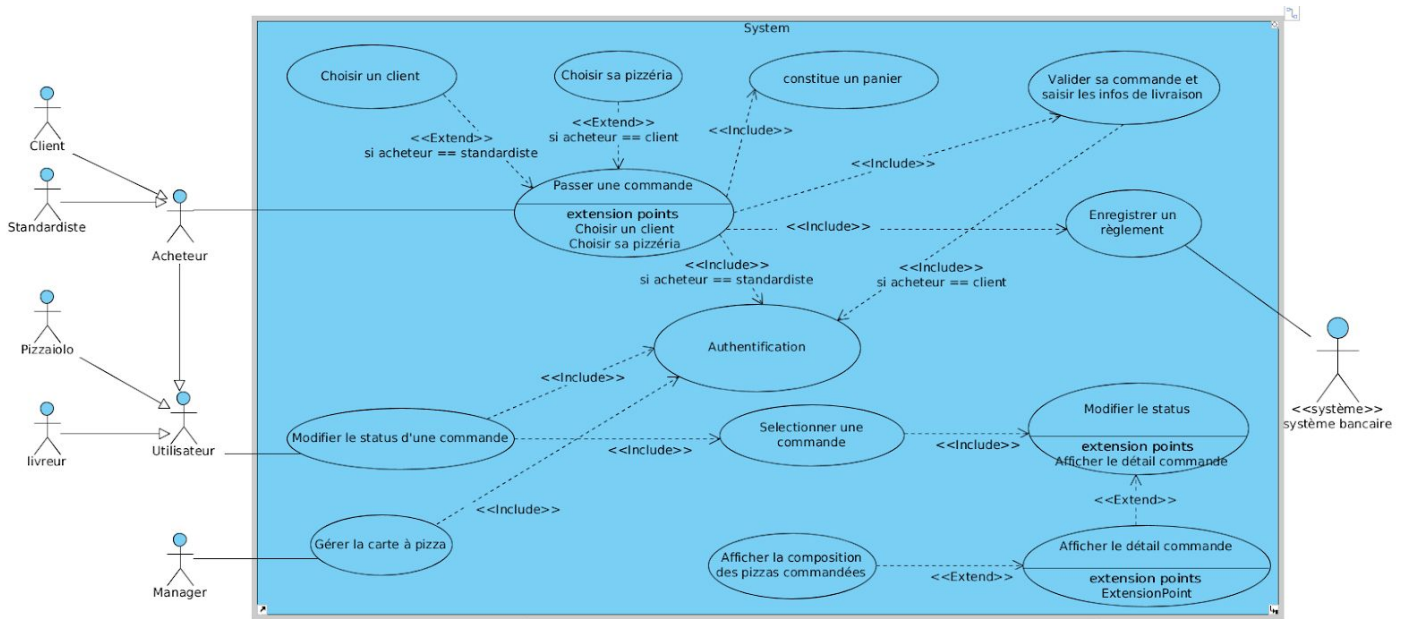 System
Choisir un client
Choisir sa pizzéria
constitue un panier
Valider sa commande et
saisir les infos de livraison
<<Extend>>
si acheteur == standardiste
<<Extend>>
si acheteur == client
<<Include>>
<<Include>>
Client
Standardiste
Acheteur
Passer une commande
extension points
Choisir un client
Choisir sa pizzéria
<<Include>>
Enregistrer un
règlement
<<Include>>
si acheteur == standardiste
<<Include>>
si acheteur == client
Pizzaiolo
Authentification
<<Include>>
<<système>>
système bancaire
livreur
Utilisateur
Modifier le status d'une commande
<<Include>>
Selectionner une
commande
<<Include>>
Modifier le status
extension points
Afficher le détail commande
<<Extend>>
<<Include>>
Manager
Gérer la carte à pizza
Afficher la composition
des pizzas commandées
<<Extend>>
Afficher le détail commande
extension points
ExtensionPoint